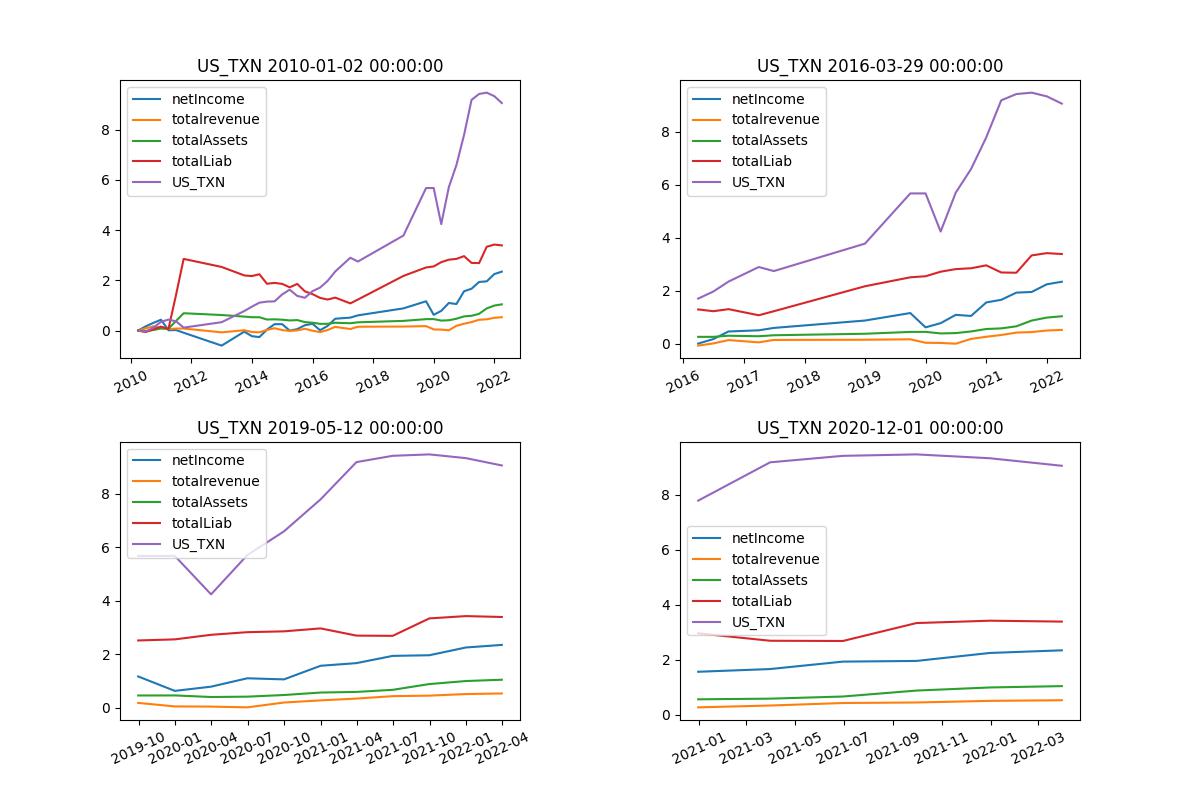 US_TXN 2010-01-02 00:00:00
netIncome
totalrevenue
totalAssets
totalLiab
US_TXN
8
6
4
2
0
2010
2012
2014
2016
2018
2020
2022
US_TXN 2016-03-29 00:00:00
netIncome
totalrevenue
totalAssets
totalLiab
US_TXN
8
6
4
2
0
2016
2017
2018
2019
2020
2021
2022
US_TXN 2019-05-12 00:00:00
netIncome
totalrevenue
totalAssets
totalLiab
US_TXN
8
6
4
2
0
2019-10
2020-01
2020-04
2020-07
2020-10
2021-01
2021-04
2021-07
2021-10
2022-01
2022-04
US_TXN 2020-12-01 00:00:00
netIncome
totalrevenue
totalAssets
totalLiab
US_TXN
8
6
4
2
0
2021-01
2021-03
2021-05
2021-07
2021-09
2021-11
2022-01
2022-03